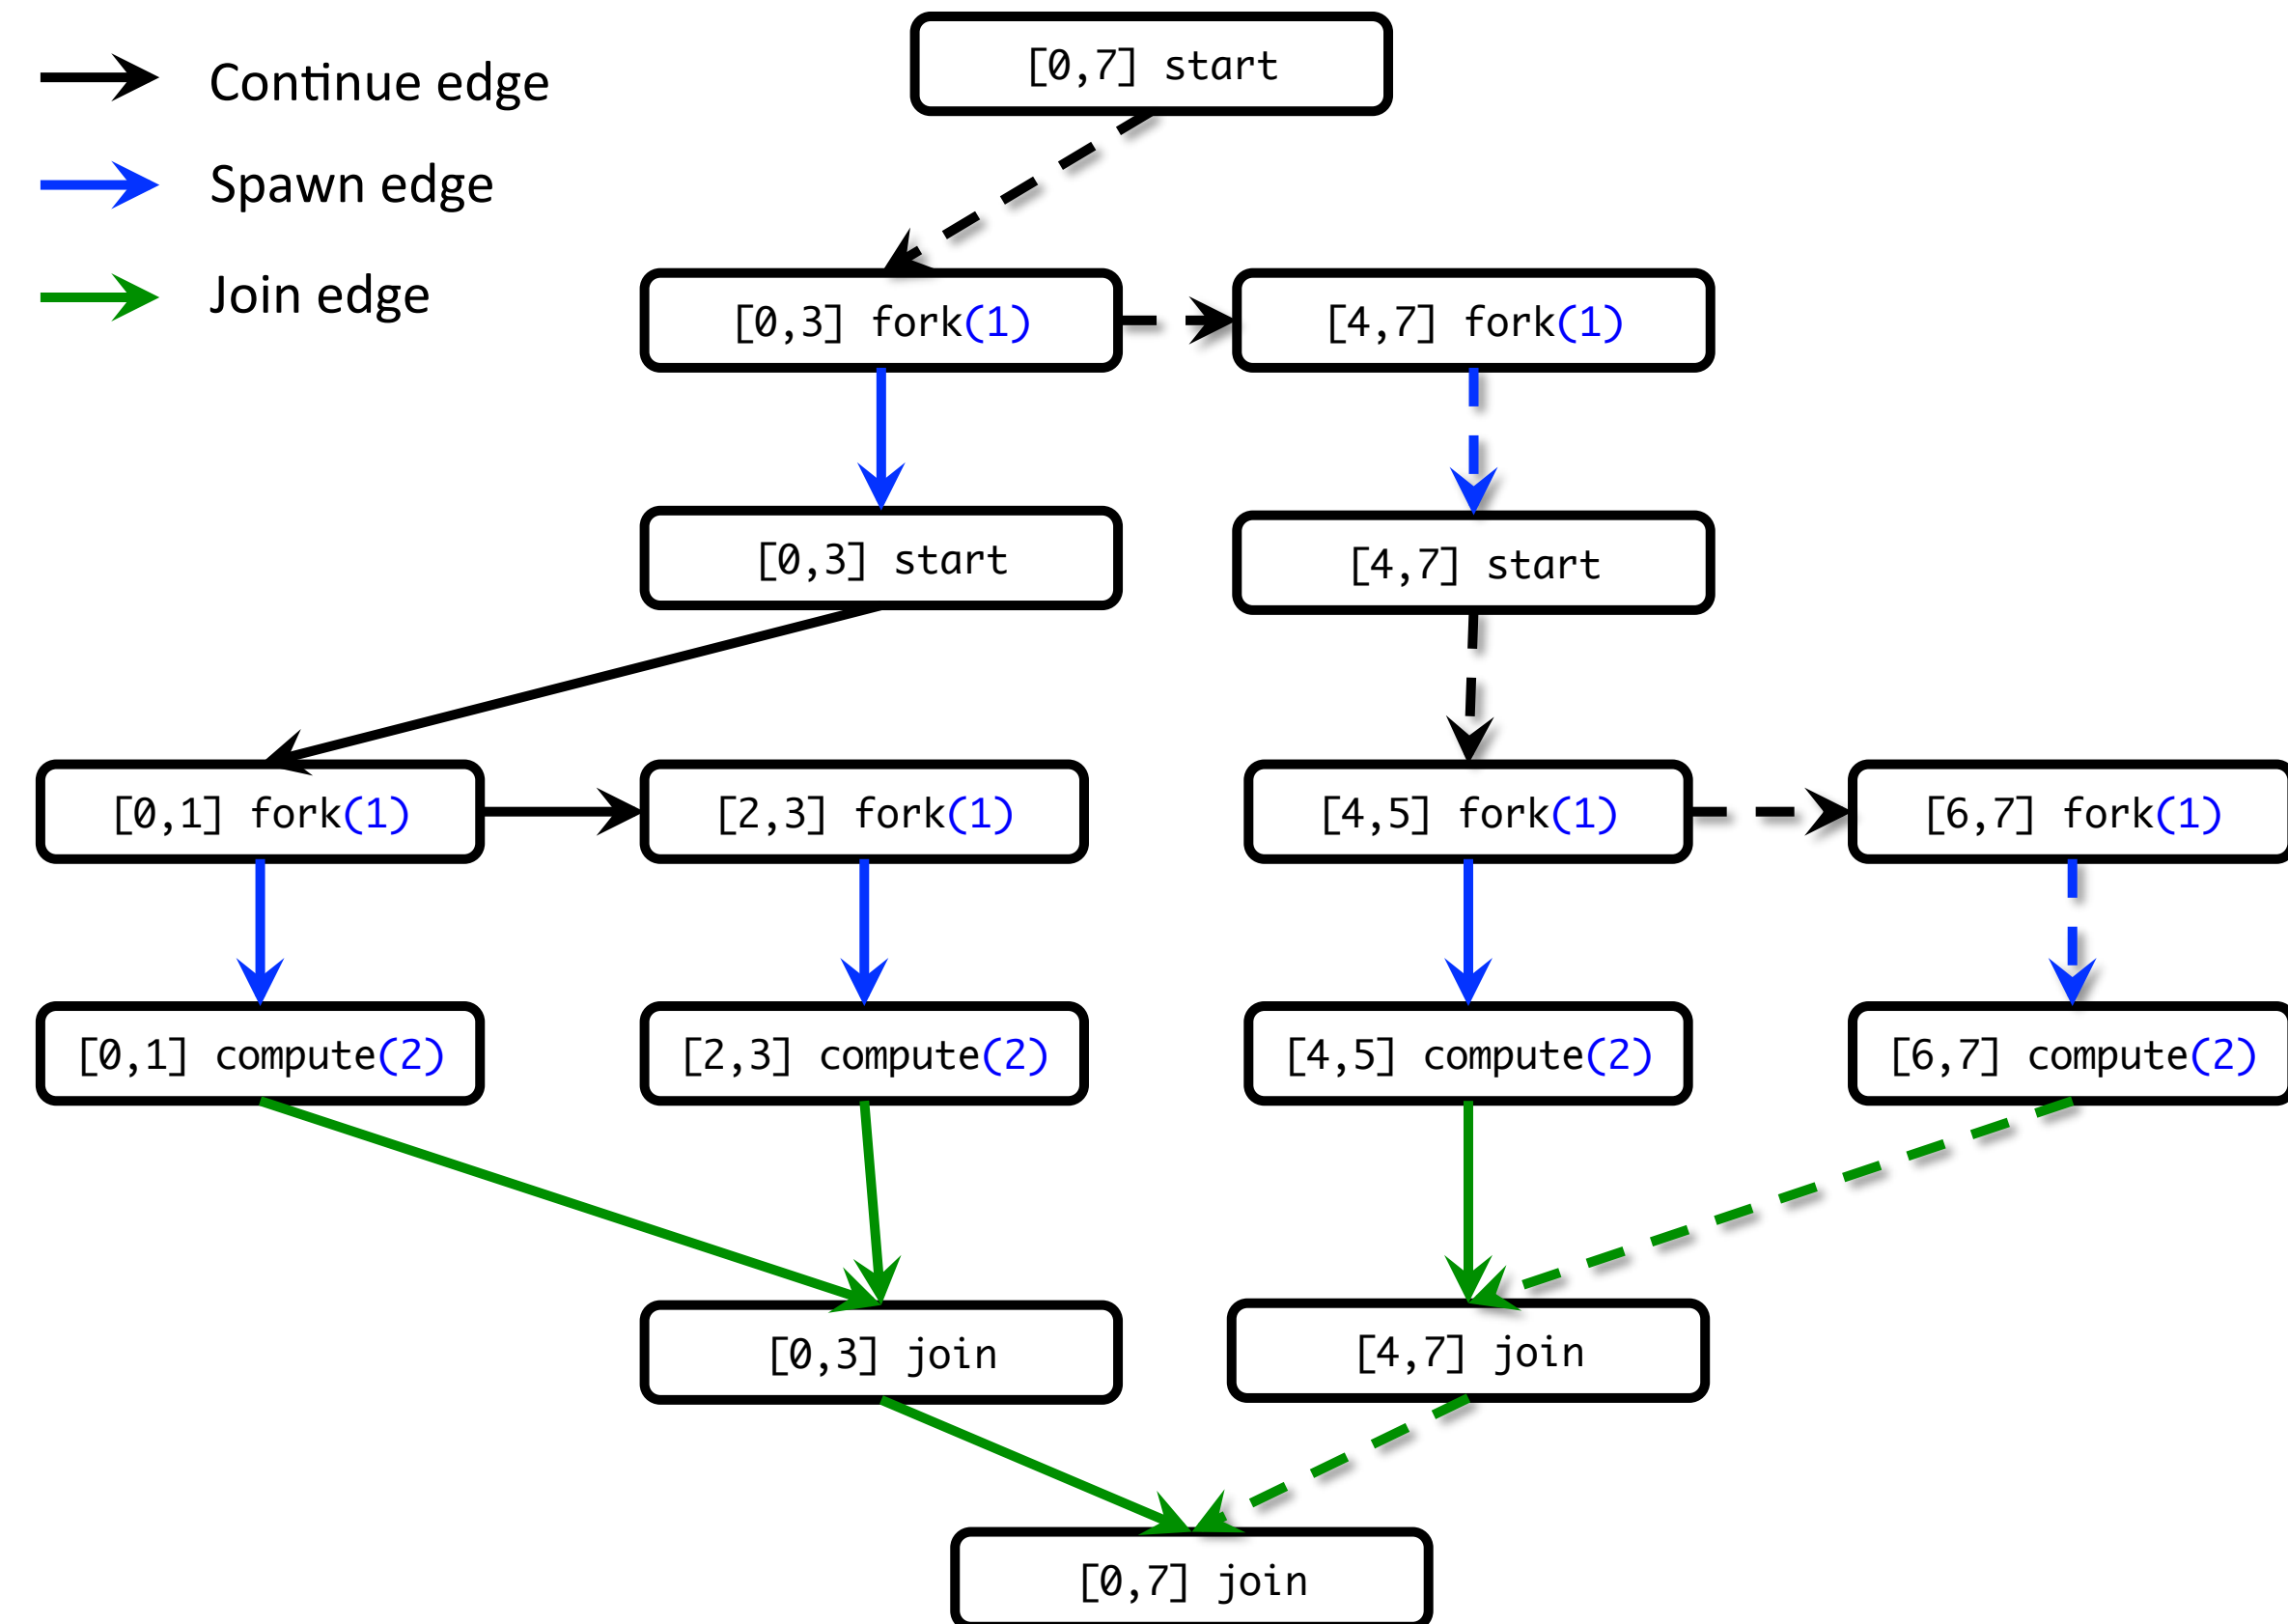 Continue edge
Spawn edge
Join edge
[0,7] start
[0,3] fork(1)
[4,7] fork(1)
[0,3] start
[4,7] start
[0,1] fork(1)
[2,3] fork(1)
[4,5] fork(1)
[6,7] fork(1)
[0,1] compute(2)
[2,3] compute(2)
[4,5] compute(2)
[6,7] compute(2)
[0,3] join
[4,7] join
[0,7] join